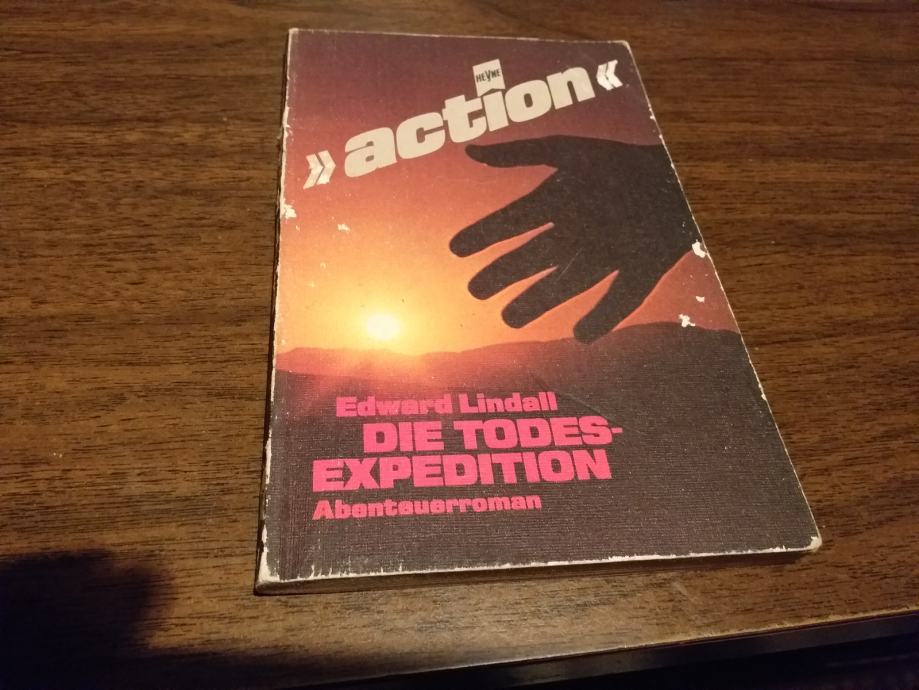 HEYNE
»action«
Edward Lindall
DIE TODES-
EXPEDITION
Abenteuerroman